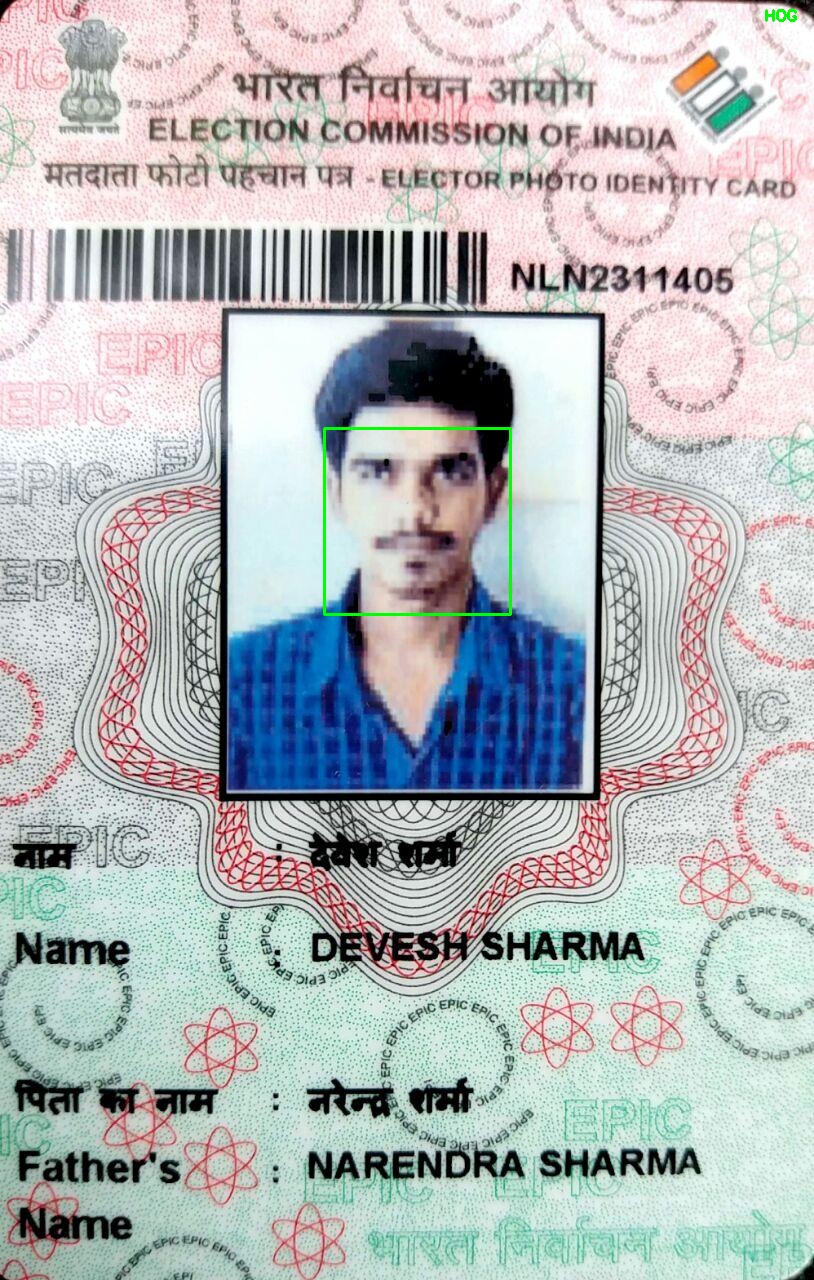 HOG
भारत निर्वाचन आयोग
सत्यमेव जयते
ELECTION COMMISSION OF INDIA
मतदाता फोटो पहचान पत्र - ELECTOR PHOTO IDENTITY CARD
NLN2311405
नाम : देवेश शर्मा
Name : DEVESH SHARMA
पिता का नाम : नरेन्द्र शर्मा
Father's : NARENDRA SHARMA
Name
भारत निर्वाचन आयोग